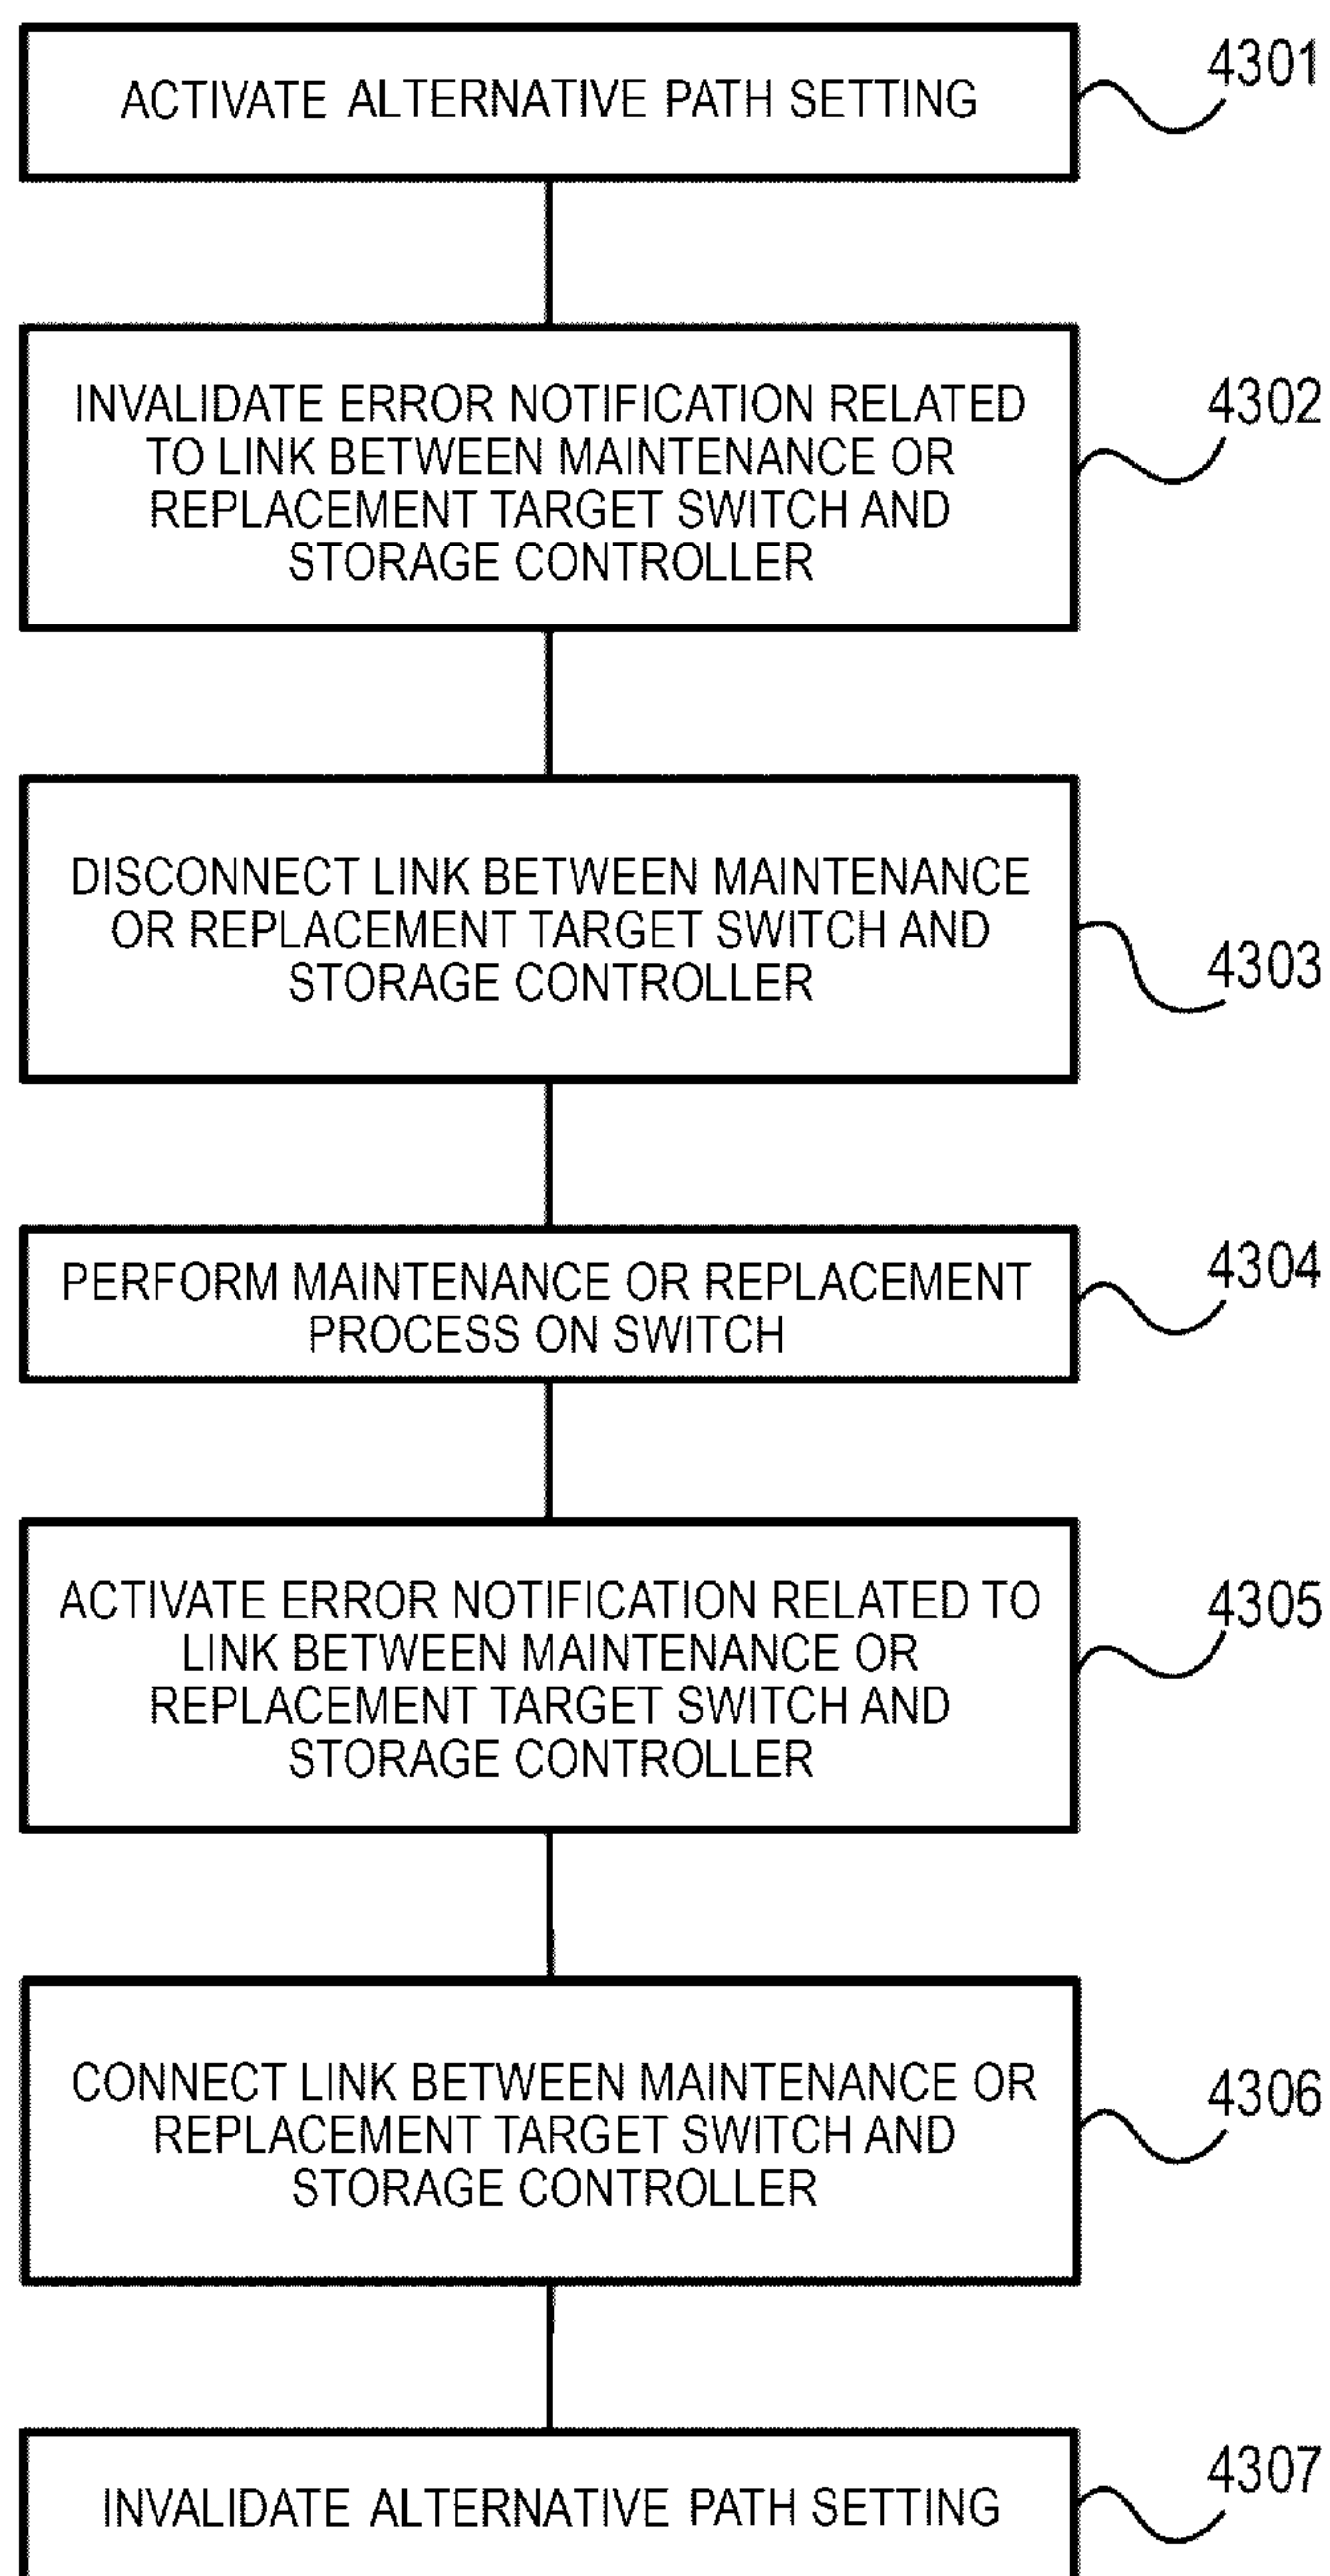 ACTIVATE ALTERNATIVE PATH SETTING
4301
INVALIDATE ERROR NOTIFICATION RELATED
TO LINK BETWEEN MAINTENANCE OR
REPLACEMENT TARGET SWITCH AND
STORAGE CONTROLLER
4302
DISCONNECT LINK BETWEEN MAINTENANCE
OR REPLACEMENT TARGET SWITCH AND
STORAGE CONTROLLER
4303
PERFORM MAINTENANCE OR REPLACEMENT
PROCESS ON SWITCH
4304
ACTIVATE ERROR NOTIFICATION RELATED TO
LINK BETWEEN MAINTENANCE OR
REPLACEMENT TARGET SWITCH AND
STORAGE CONTROLLER
4305
CONNECT LINK BETWEEN MAINTENANCE OR
REPLACEMENT TARGET SWITCH AND
STORAGE CONTROLLER
4306
INVALIDATE ALTERNATIVE PATH SETTING
4307